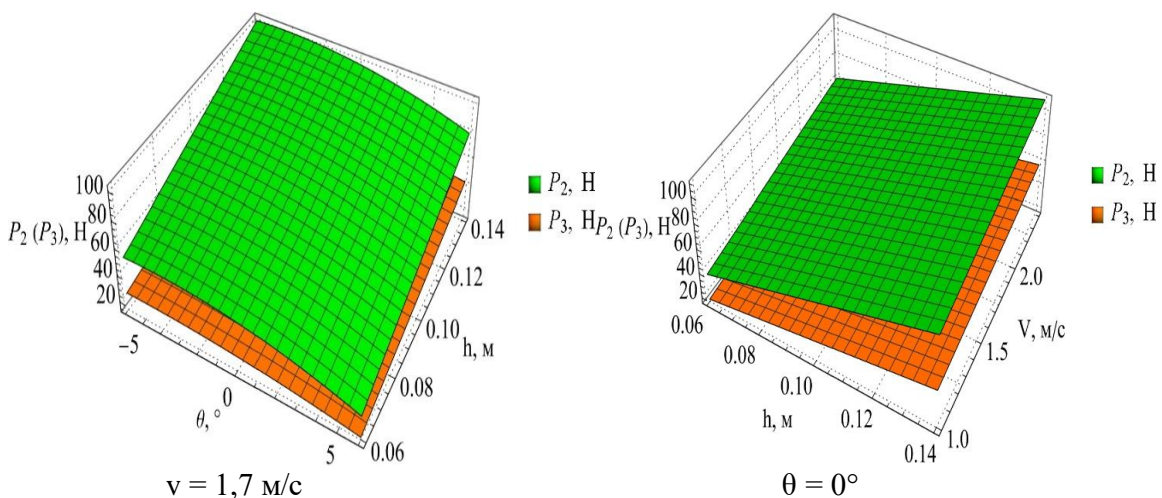 100
80
60
40
20
P₂ (P₃), Н
−5
0
5
θ, °
0.06
0.08
0.10
0.12
0.14
h, м
P₂, Н
P₃, Н
v = 1,7 м/с
100
80
60
40
20
P₂ (P₃), Н
0.06
0.08
0.10
0.12
0.14
h, м
1.0
1.5
2.0
V, м/с
P₂, Н
P₃, Н
θ = 0°